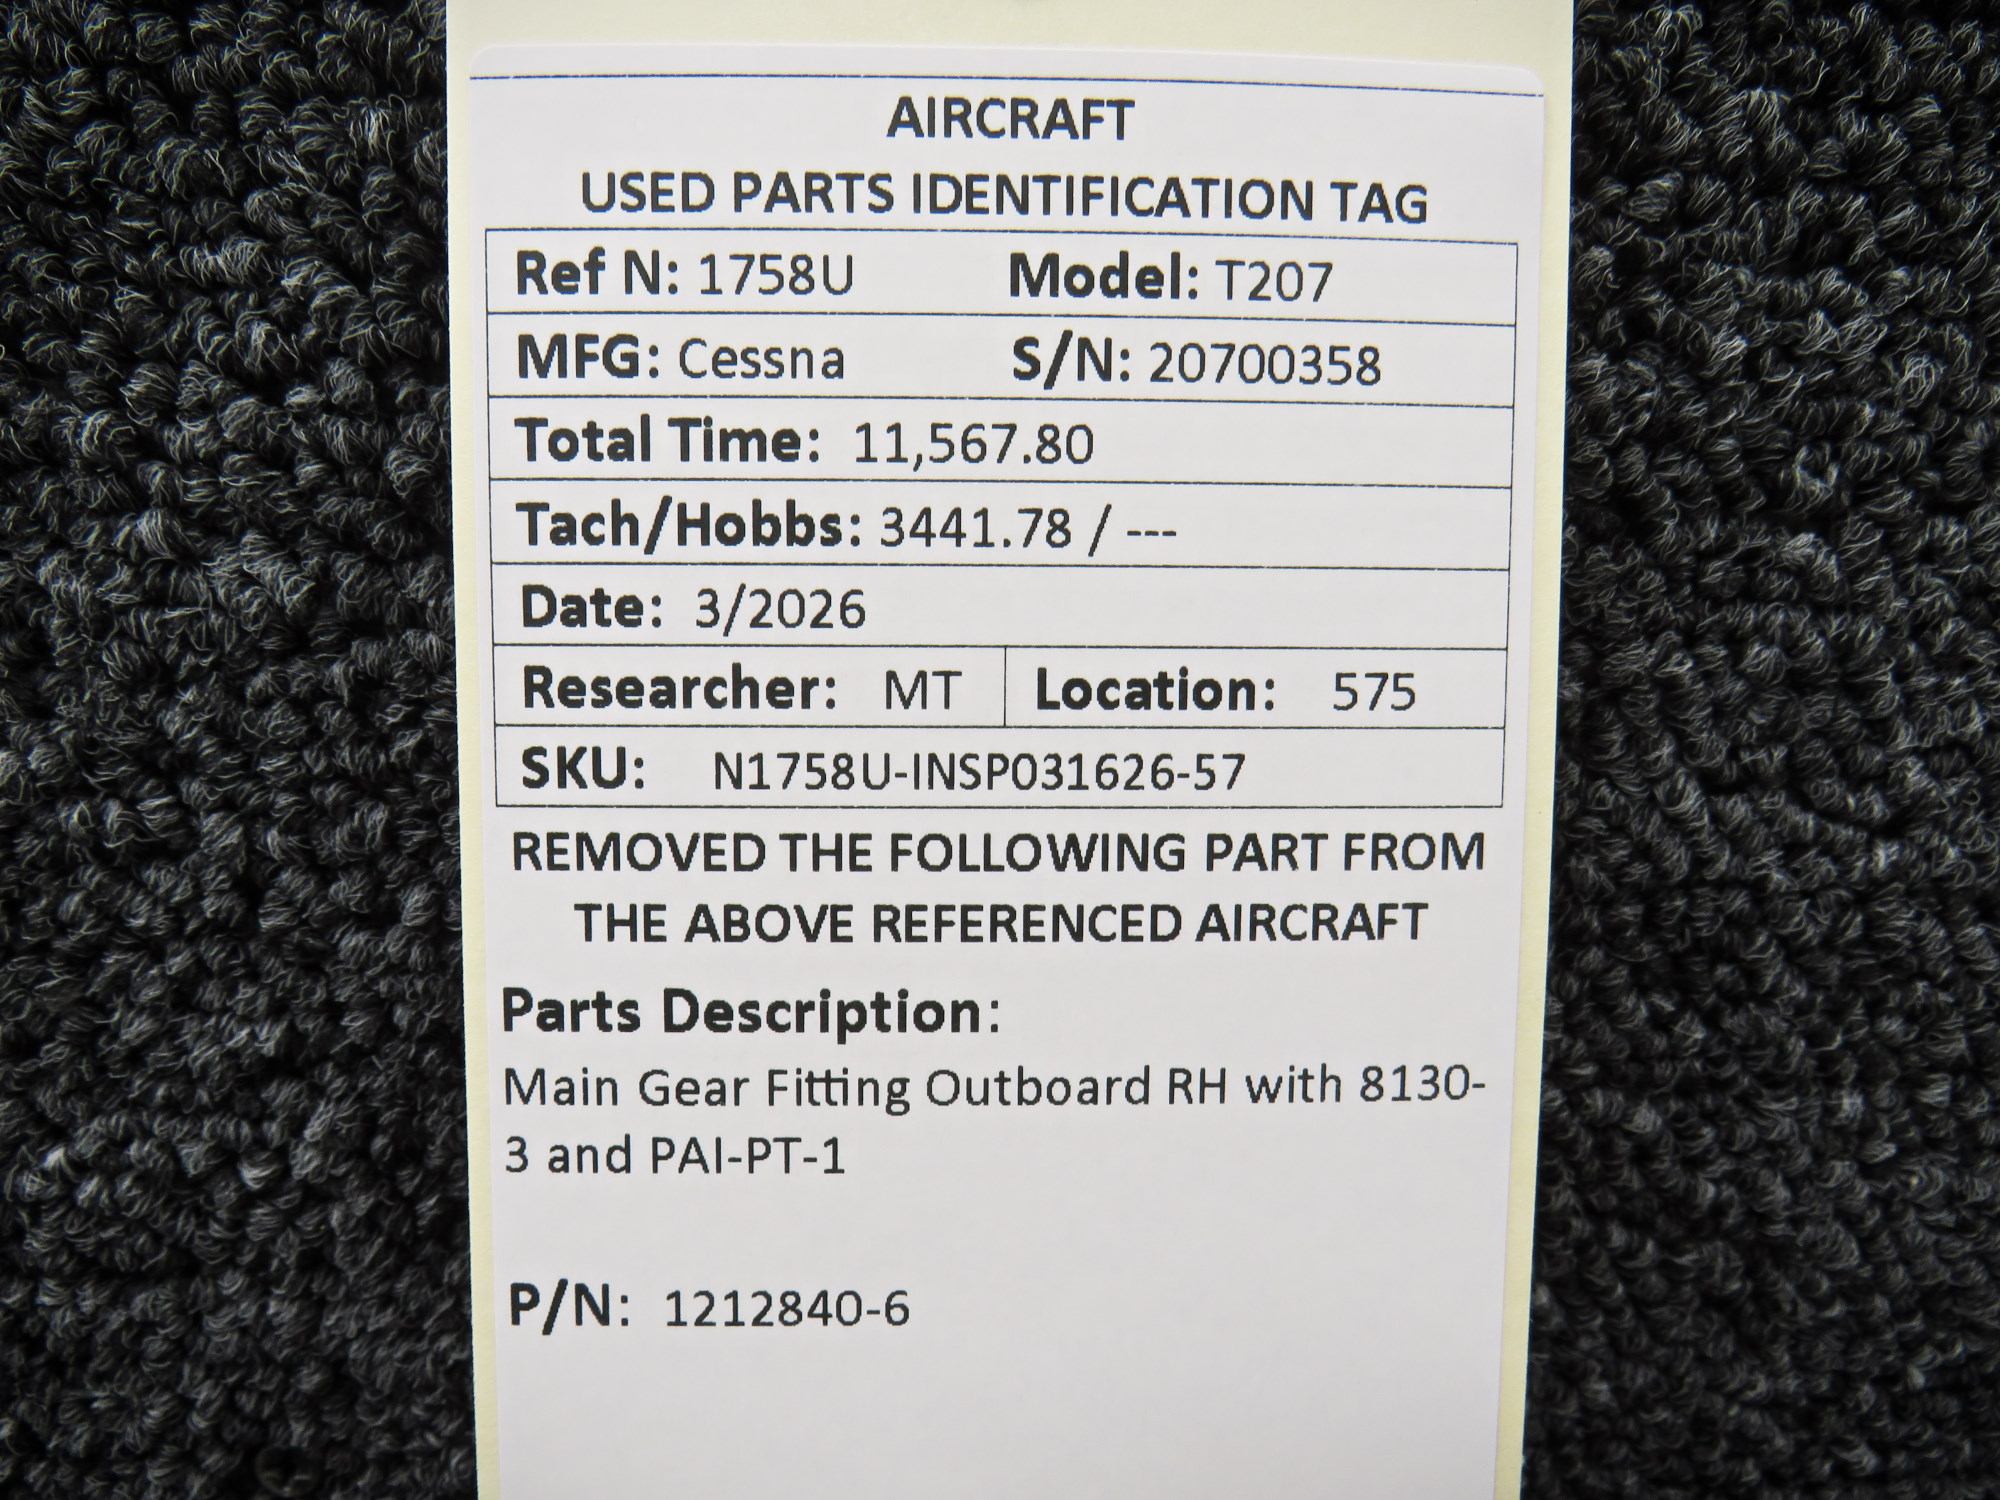 AIRCRAFT
USED PARTS IDENTIFICATION TAG
Ref N: 1758U Model: T207
MFG: Cessna S/N: 20700358
Total Time: 11,567.80
Tach/Hobbs: 3441.78 / ---
Date: 3/2026
Researcher: MT Location: 575
SKU: N1758U-INSP031626-57
REMOVED THE FOLLOWING PART FROM
THE ABOVE REFERENCED AIRCRAFT
Parts Description:
Main Gear Fitting Outboard RH with 8130-
3 and PAI-PT-1
P/N: 1212840-6